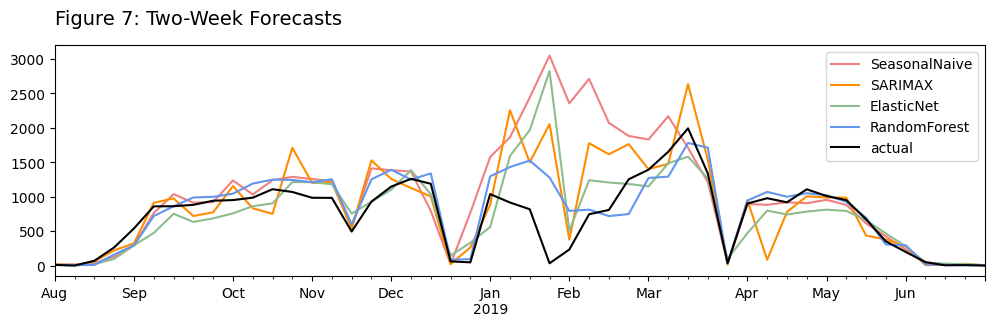 Figure 7: Two-Week Forecasts
3000
2500
2000
1500
1000
500
0
SeasonalNaive
SARIMAX
ElasticNet
RandomForest
actual
Aug Sep Oct Nov Dec Jan Feb Mar Apr May Jun
2019